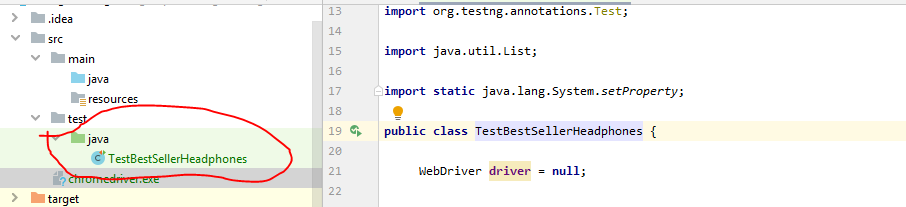 .idea
src
main
java
resources
test
java
TestBestSellerHeadphones
chromedriver.exe
target
13 import org.testng.annotations.Test;
14
15 import java.util.List;
16
17 import static java.lang.System.setProperty;
18
19 public class TestBestSellerHeadphones {
20
21 WebDriver driver = null;
22